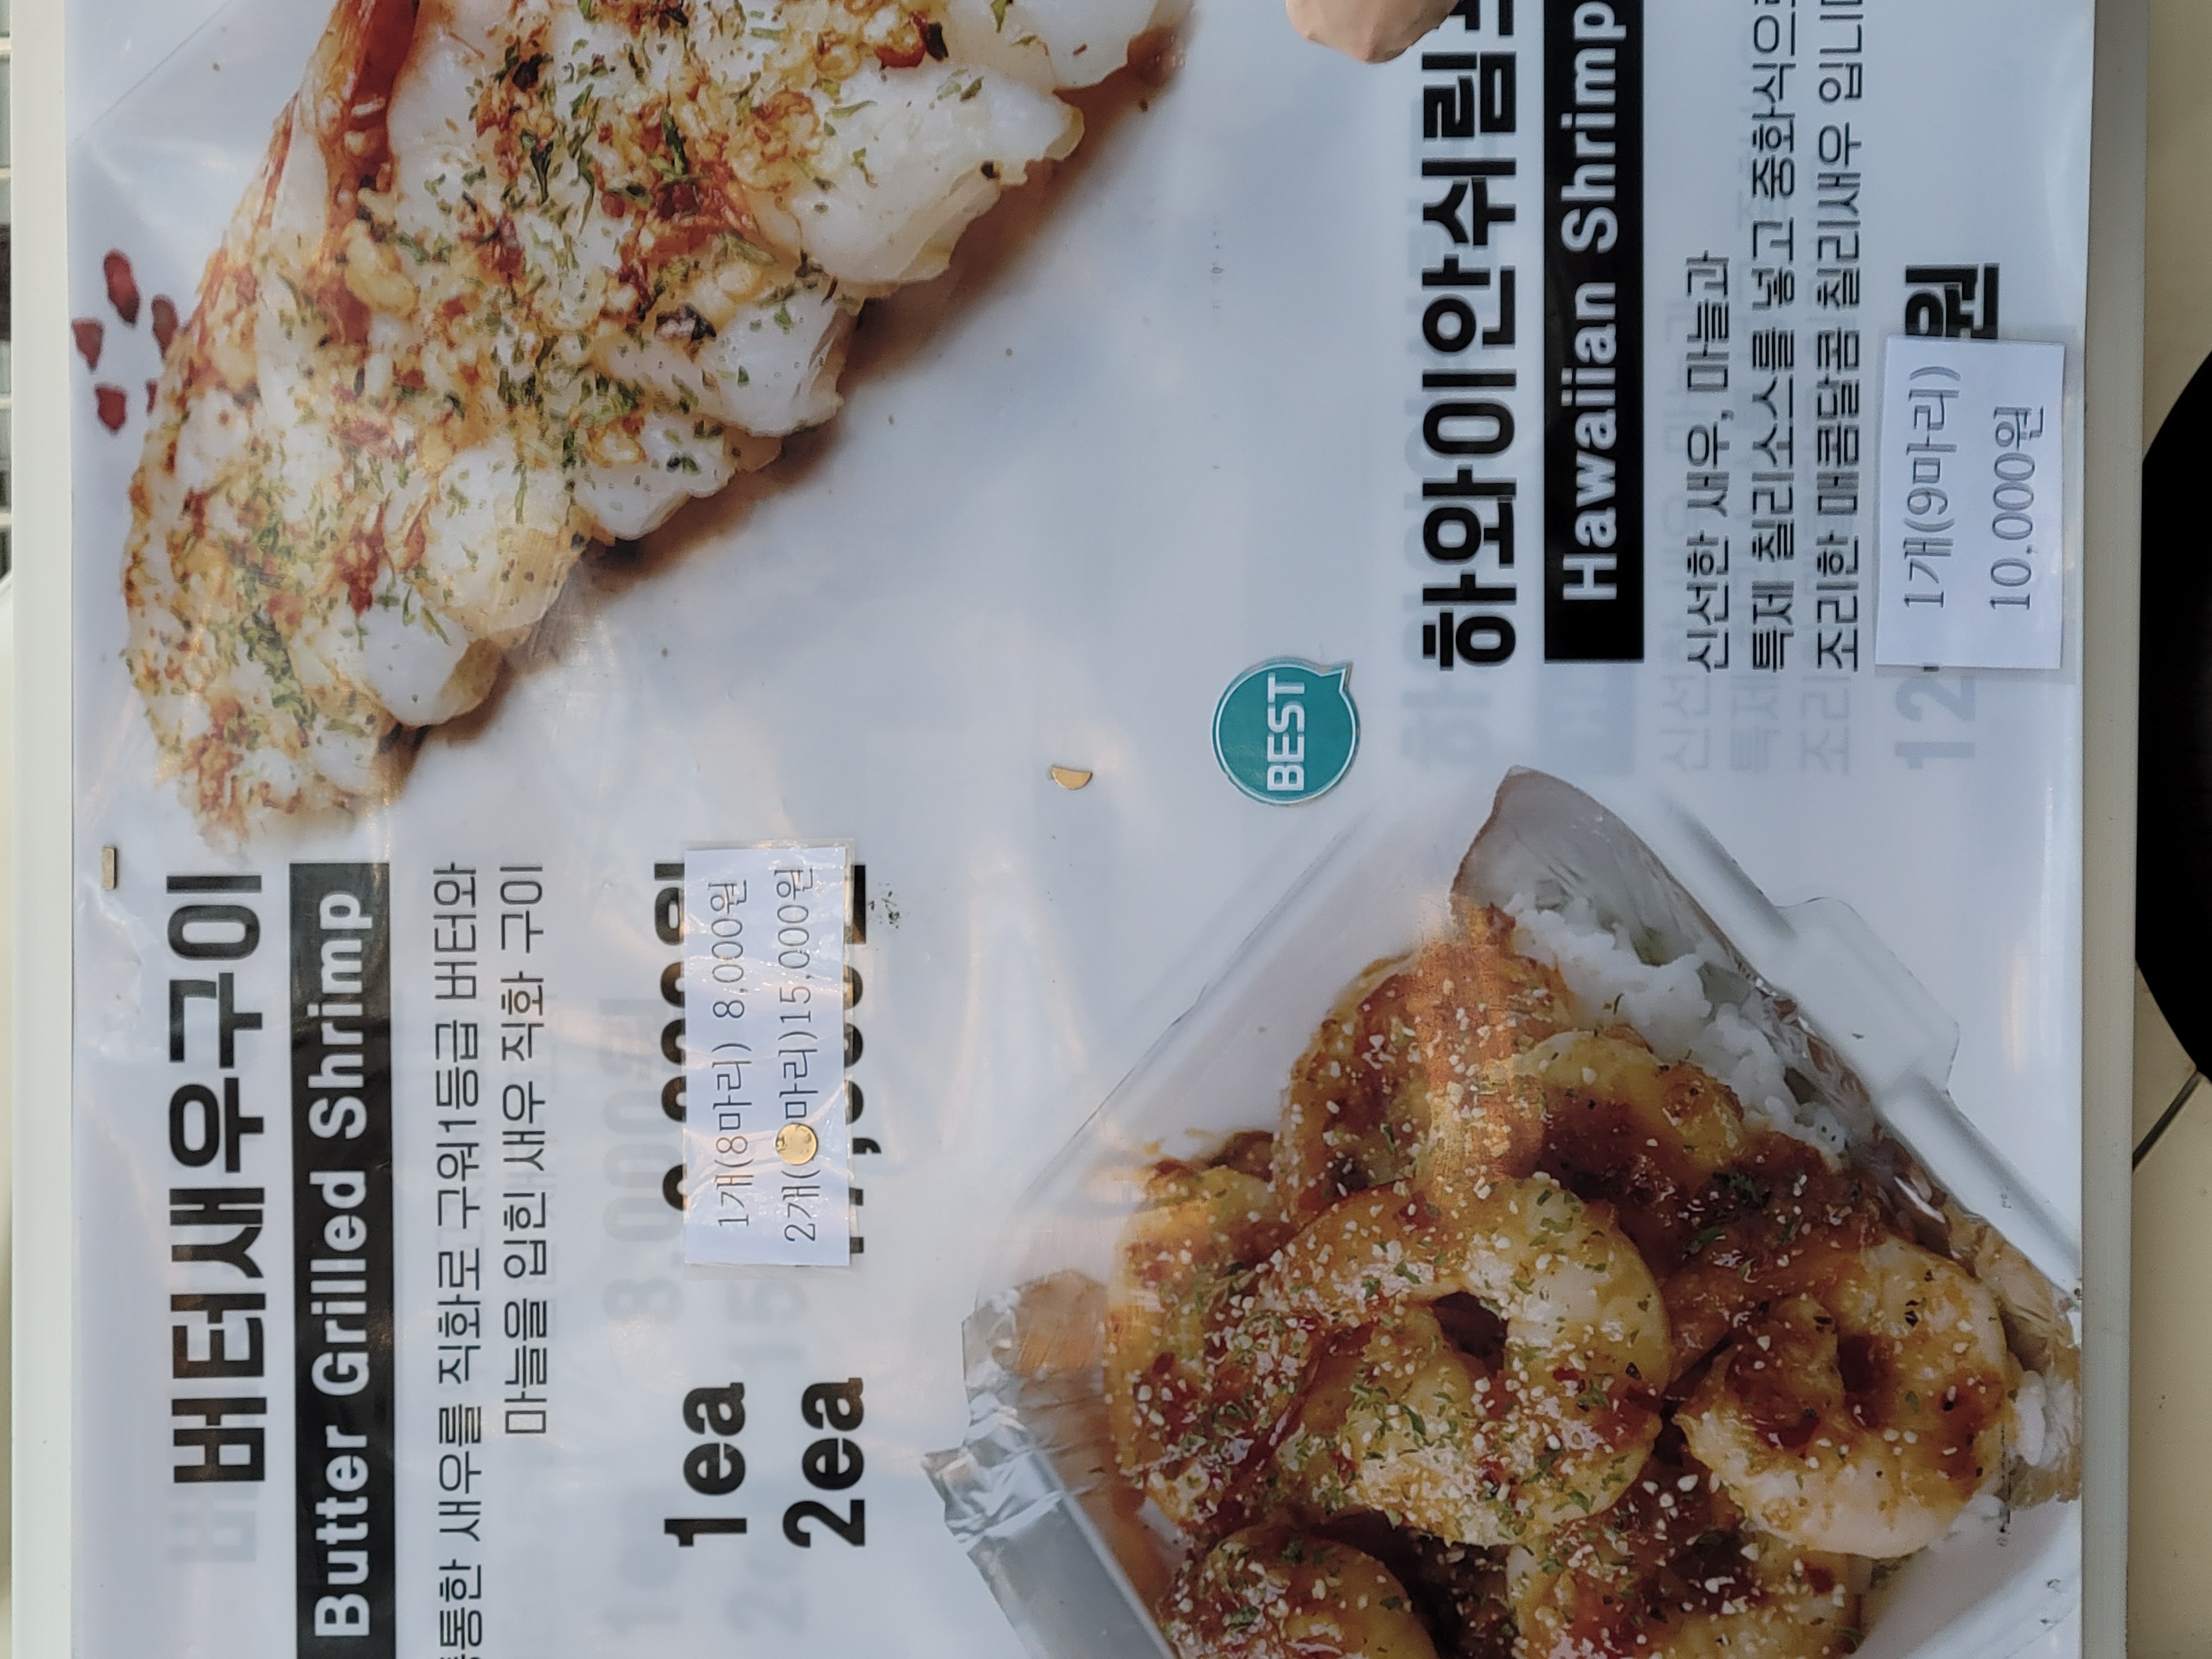 버터새우구이
Butter Grilled Shrimp
통통한 새우를 직화로 구워1등급 버터와
마늘을 입힌 새우 직화 구이
1ea
1개(8마리) 8,000원
2ea
2개( 마리)15,000원
BEST
하와이안쉬림
Hawaiian Shrimp
신선한 새우, 마늘과
특제 칠리소스를 넣고 중화식으로
조리한 매콤달콤 칠리새우 입니다
1개(9마리)
10,000원
원